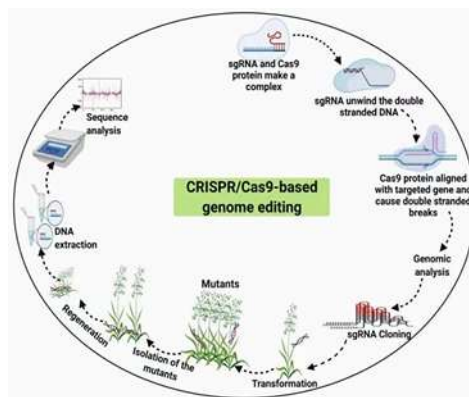 sgRNA and Cas9
protein make a
complex
sgRNA unwind the double
stranded DNA
Cas9 protein aligned
with targeted gene and
cause double stranded
breaks
Genomic
analysis
sgRNA Cloning
Transformation
Mutants
Isolation of the
mutants
Regeneration
DNA
extraction
Sequence
analysis
CRISPR/Cas9-based
genome editing